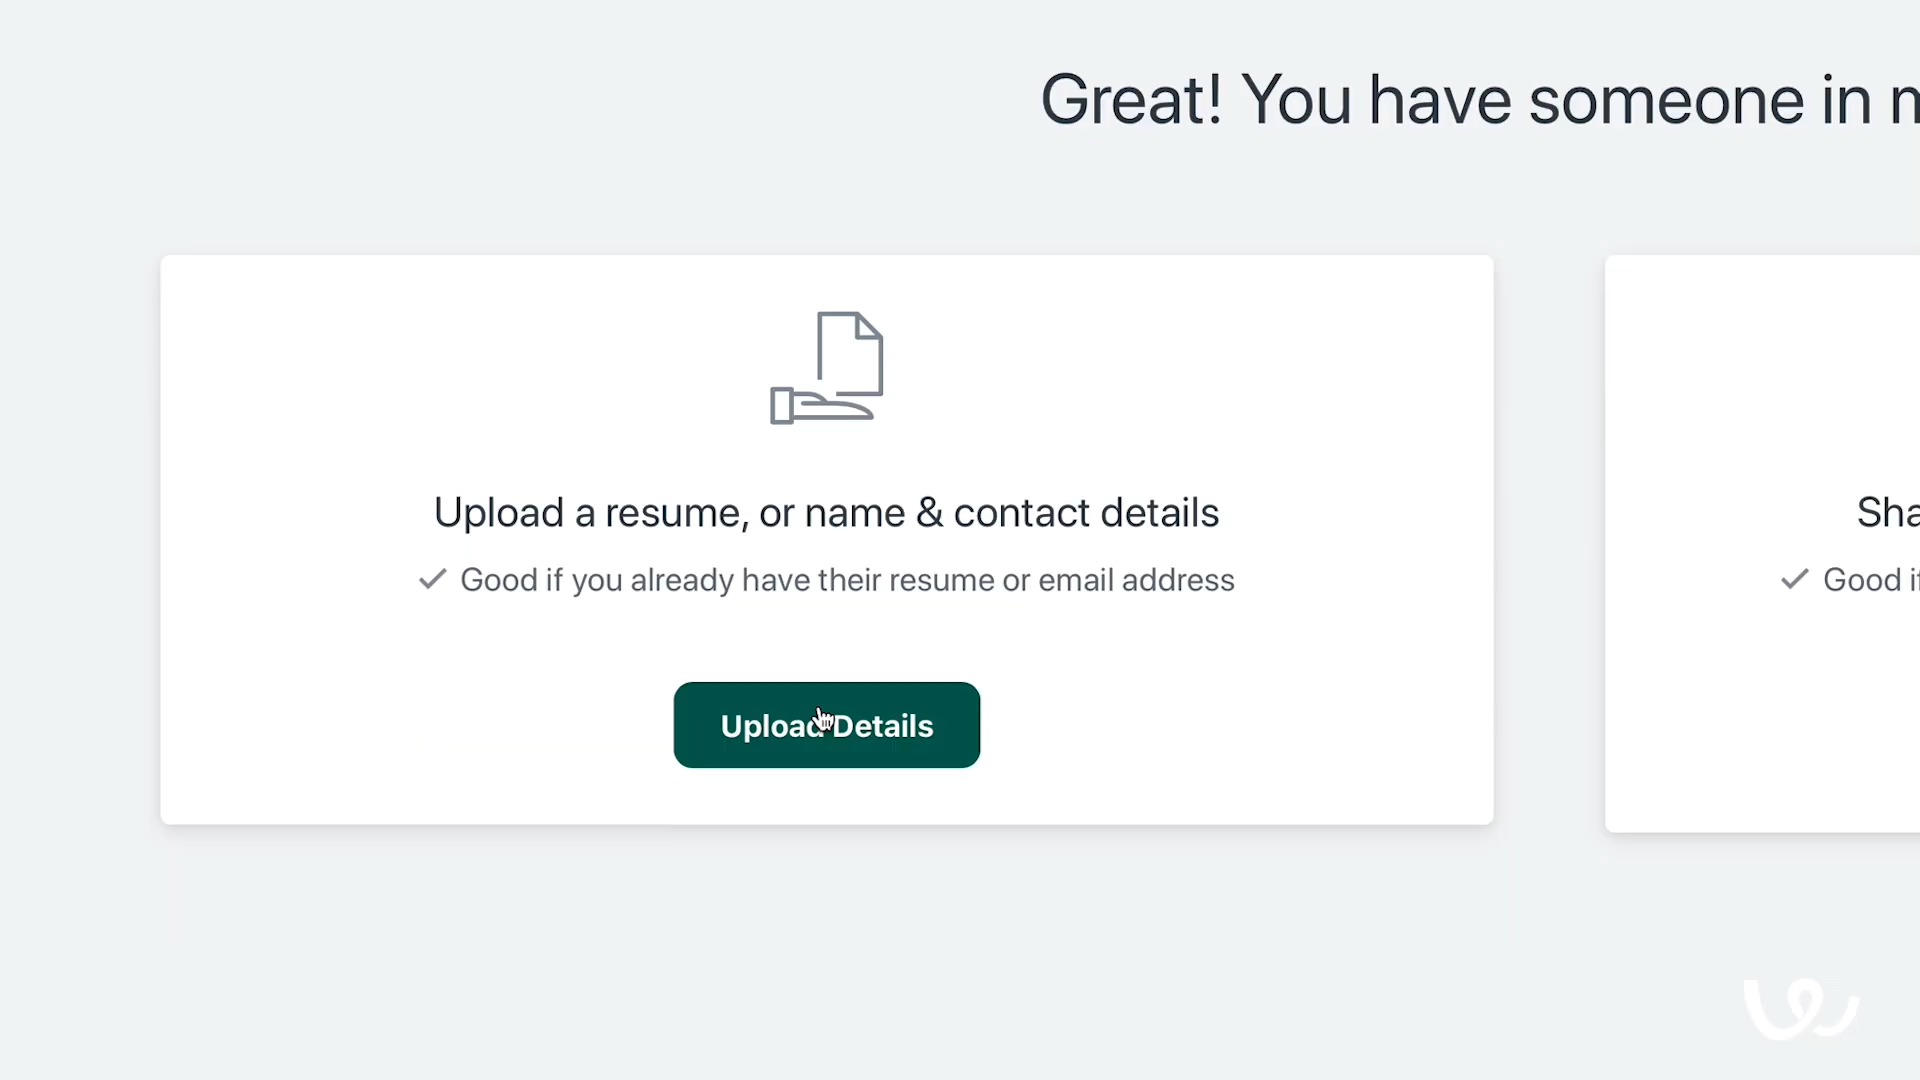 Great! You have someone in
Upload a resume, or name & contact details
Good if you already have their resume or email address
Upload Details
Good